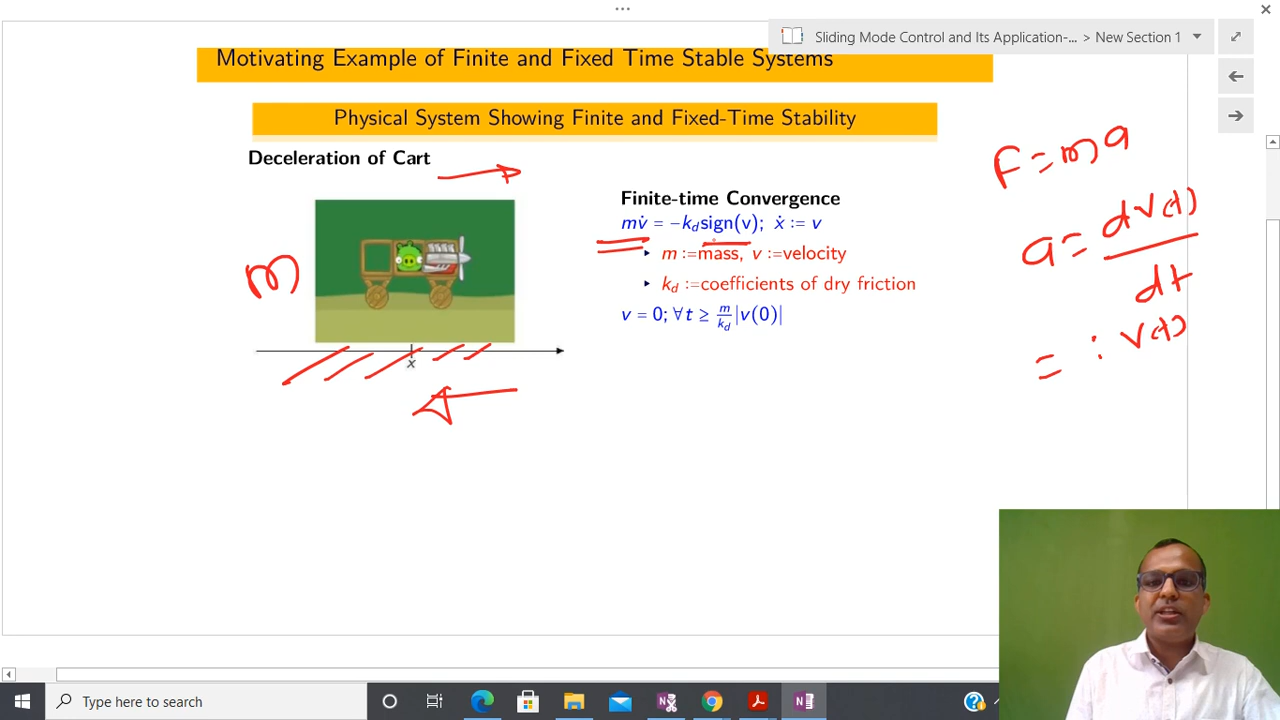 Sliding Mode Control and Its Application-... > New Section 1
Motivating Example of Finite and Fixed Time Stable Systems
Physical System Showing Finite and Fixed-Time Stability
Deceleration of Cart
m
x
Finite-time Convergence
mv̇ = −k_d sign(v); ẋ := v
m :=mass, v :=velocity
k_d :=coefficients of dry friction
v = 0; ∀ t ≥ m/k_d |v(0)|
F = ma
a = dv(t)/dt
= v̇(t)
Type here to search